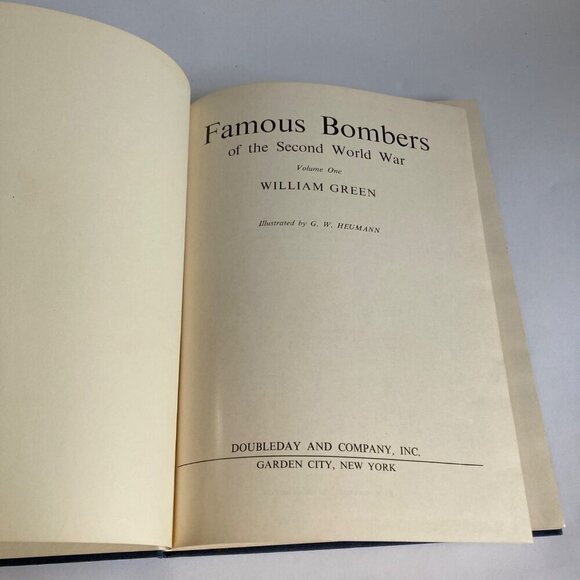 Famous Bombers
of the Second World War
Volume One
WILLIAM GREEN
Illustrated by G. W. HEUMANN
DOUBLEDAY AND COMPANY, INC.
GARDEN CITY, NEW YORK